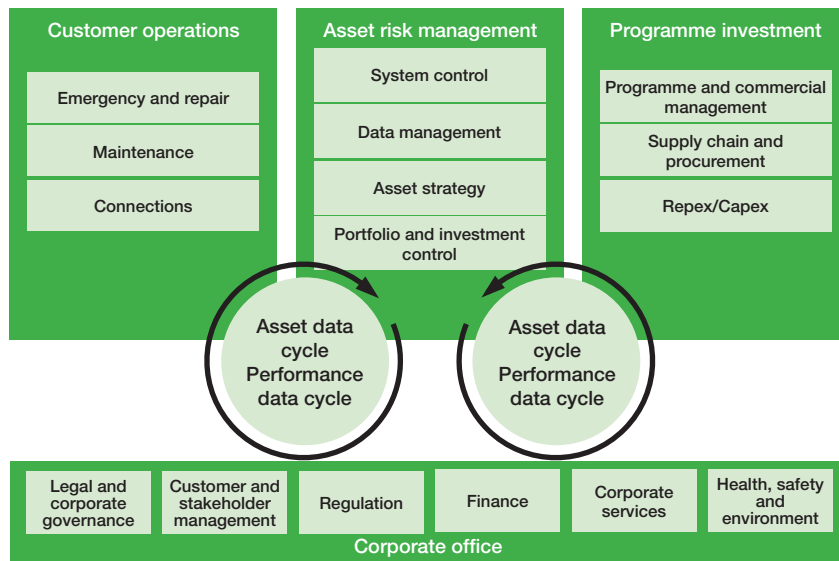 Customer operations
Emergency and repair
Maintenance
Connections
Asset risk management
System control
Data management
Asset strategy
Portfolio and investment
control
Programme investment
Programme and commercial
management
Supply chain and
procurement
Repex/Capex
Asset data
cycle
Performance
data cycle
Asset data
cycle
Performance
data cycle
Legal and
corporate
governance
Customer and
stakeholder
management
Regulation
Finance
Corporate
services
Health, safety
and
environment
Corporate office